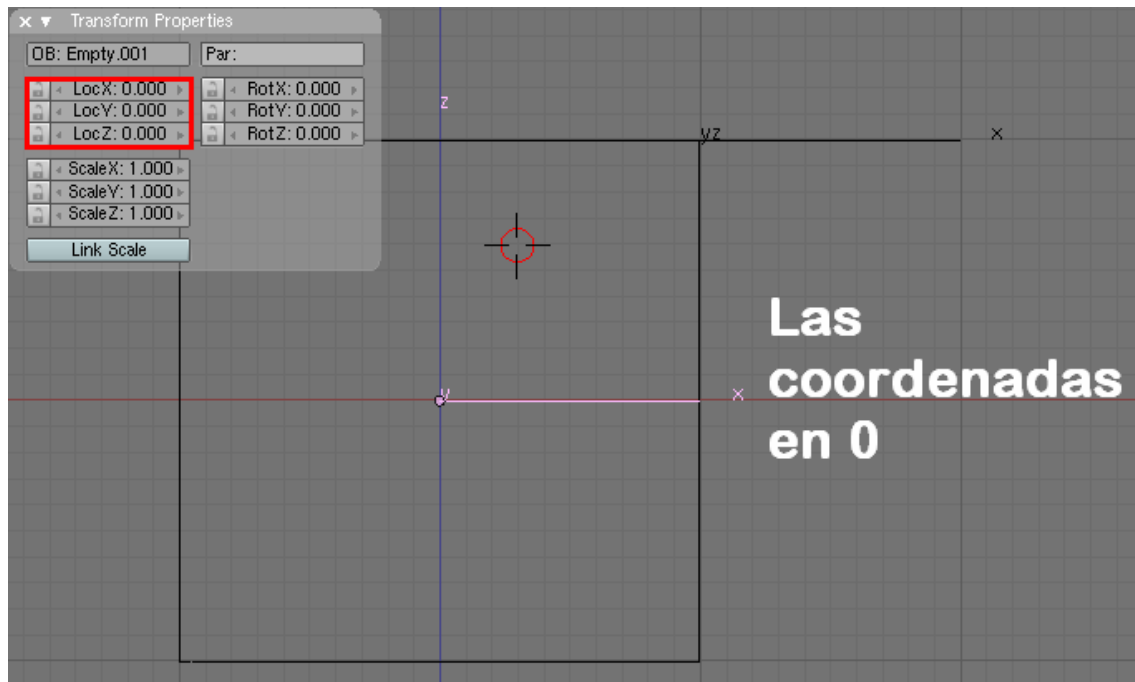 Transform Properties
OB: Empty.001
Par:
LocX: 0.000
RotX: 0.000
LocY: 0.000
RotY: 0.000
LocZ: 0.000
RotZ: 0.000
ScaleX: 1.000
ScaleY: 1.000
ScaleZ: 1.000
Link Scale
z
yz
x
y
x
Las
coordenadas
en 0